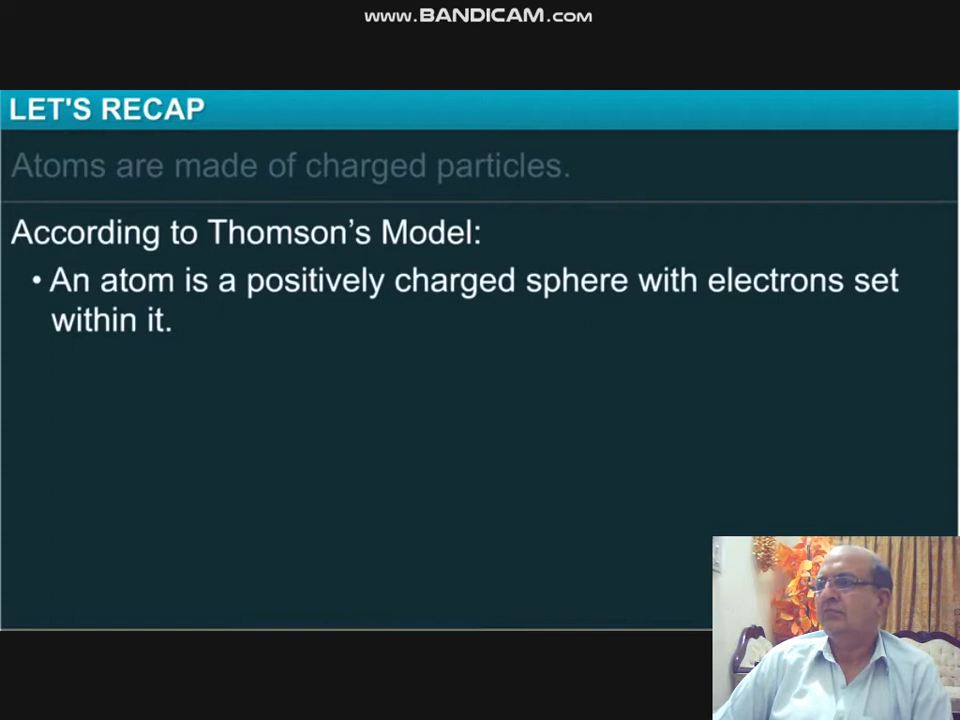 www.BANDICAM.com
LET'S RECAP
Atoms are made of charged particles.
According to Thomson’s Model:
• An atom is a positively charged sphere with electrons set
within it.